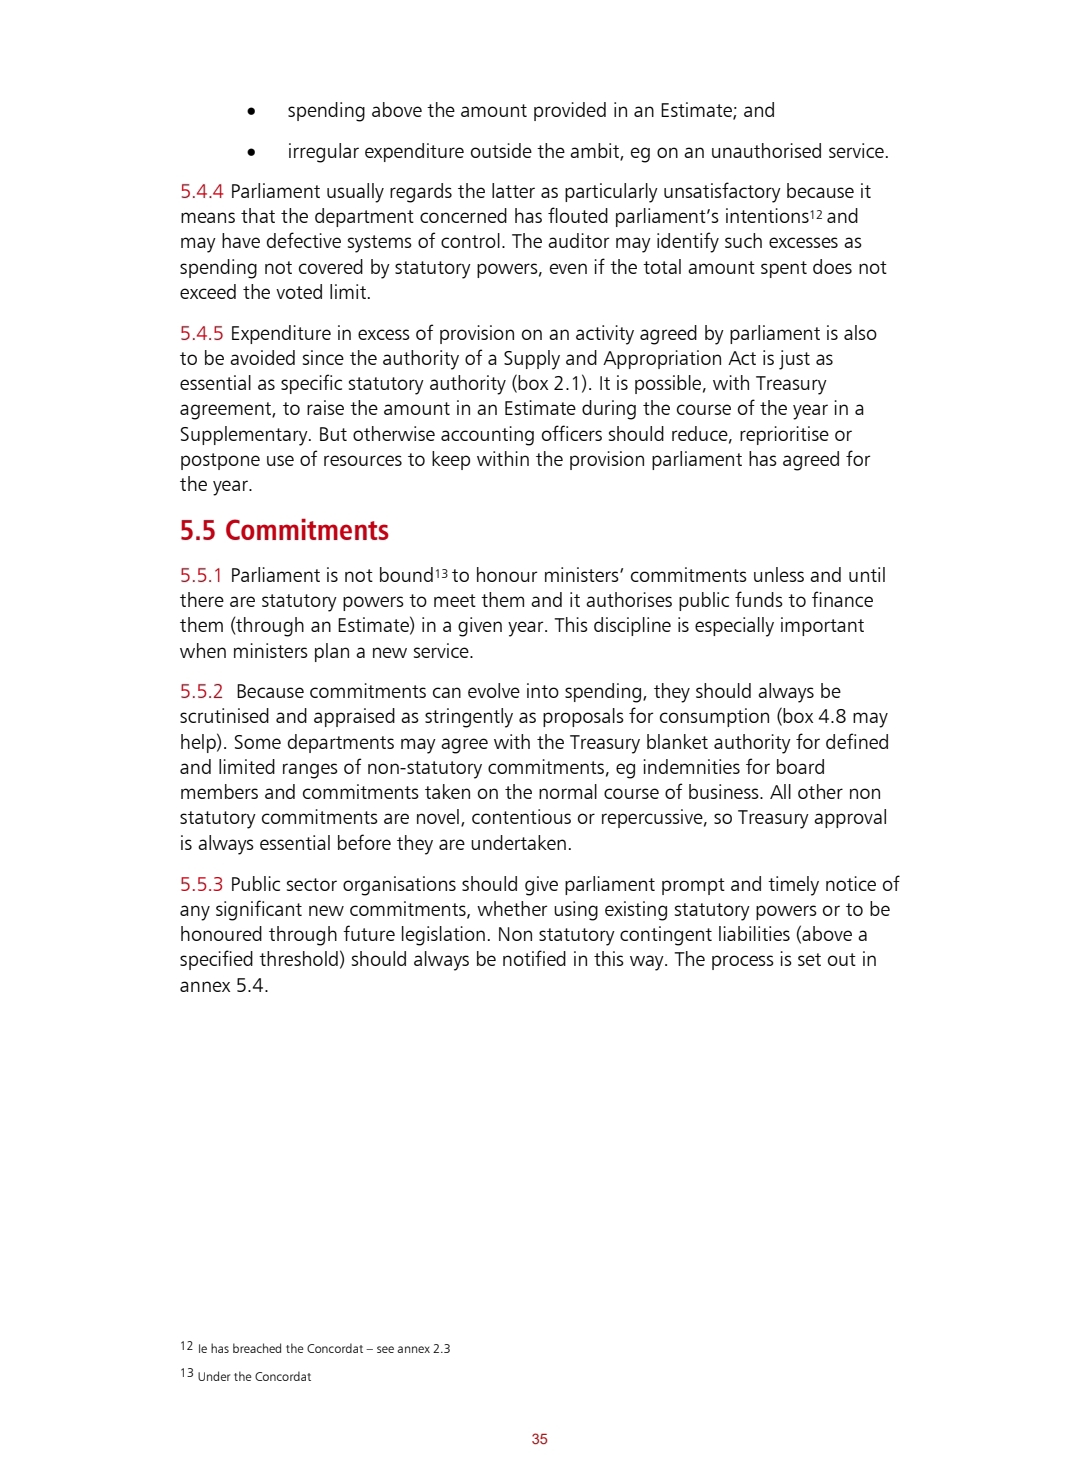 • spending above the amount provided in an Estimate; and
• irregular expenditure outside the ambit, eg on an unauthorised service.
5.4.4 Parliament usually regards the latter as particularly unsatisfactory because it
means that the department concerned has flouted parliament’s intentions12 and
may have defective systems of control. The auditor may identify such excesses as
spending not covered by statutory powers, even if the total amount spent does not
exceed the voted limit.
5.4.5 Expenditure in excess of provision on an activity agreed by parliament is also
to be avoided since the authority of a Supply and Appropriation Act is just as
essential as specific statutory authority (box 2.1). It is possible, with Treasury
agreement, to raise the amount in an Estimate during the course of the year in a
Supplementary. But otherwise accounting officers should reduce, reprioritise or
postpone use of resources to keep within the provision parliament has agreed for
the year.
5.5 Commitments
5.5.1 Parliament is not bound13 to honour ministers’ commitments unless and until
there are statutory powers to meet them and it authorises public funds to finance
them (through an Estimate) in a given year. This discipline is especially important
when ministers plan a new service.
5.5.2 Because commitments can evolve into spending, they should always be
scrutinised and appraised as stringently as proposals for consumption (box 4.8 may
help). Some departments may agree with the Treasury blanket authority for defined
and limited ranges of non-statutory commitments, eg indemnities for board
members and commitments taken on the normal course of business. All other non
statutory commitments are novel, contentious or repercussive, so Treasury approval
is always essential before they are undertaken.
5.5.3 Public sector organisations should give parliament prompt and timely notice of
any significant new commitments, whether using existing statutory powers or to be
honoured through future legislation. Non statutory contingent liabilities (above a
specified threshold) should always be notified in this way. The process is set out in
annex 5.4.
12 Ie has breached the Concordat – see annex 2.3
13 Under the Concordat
35